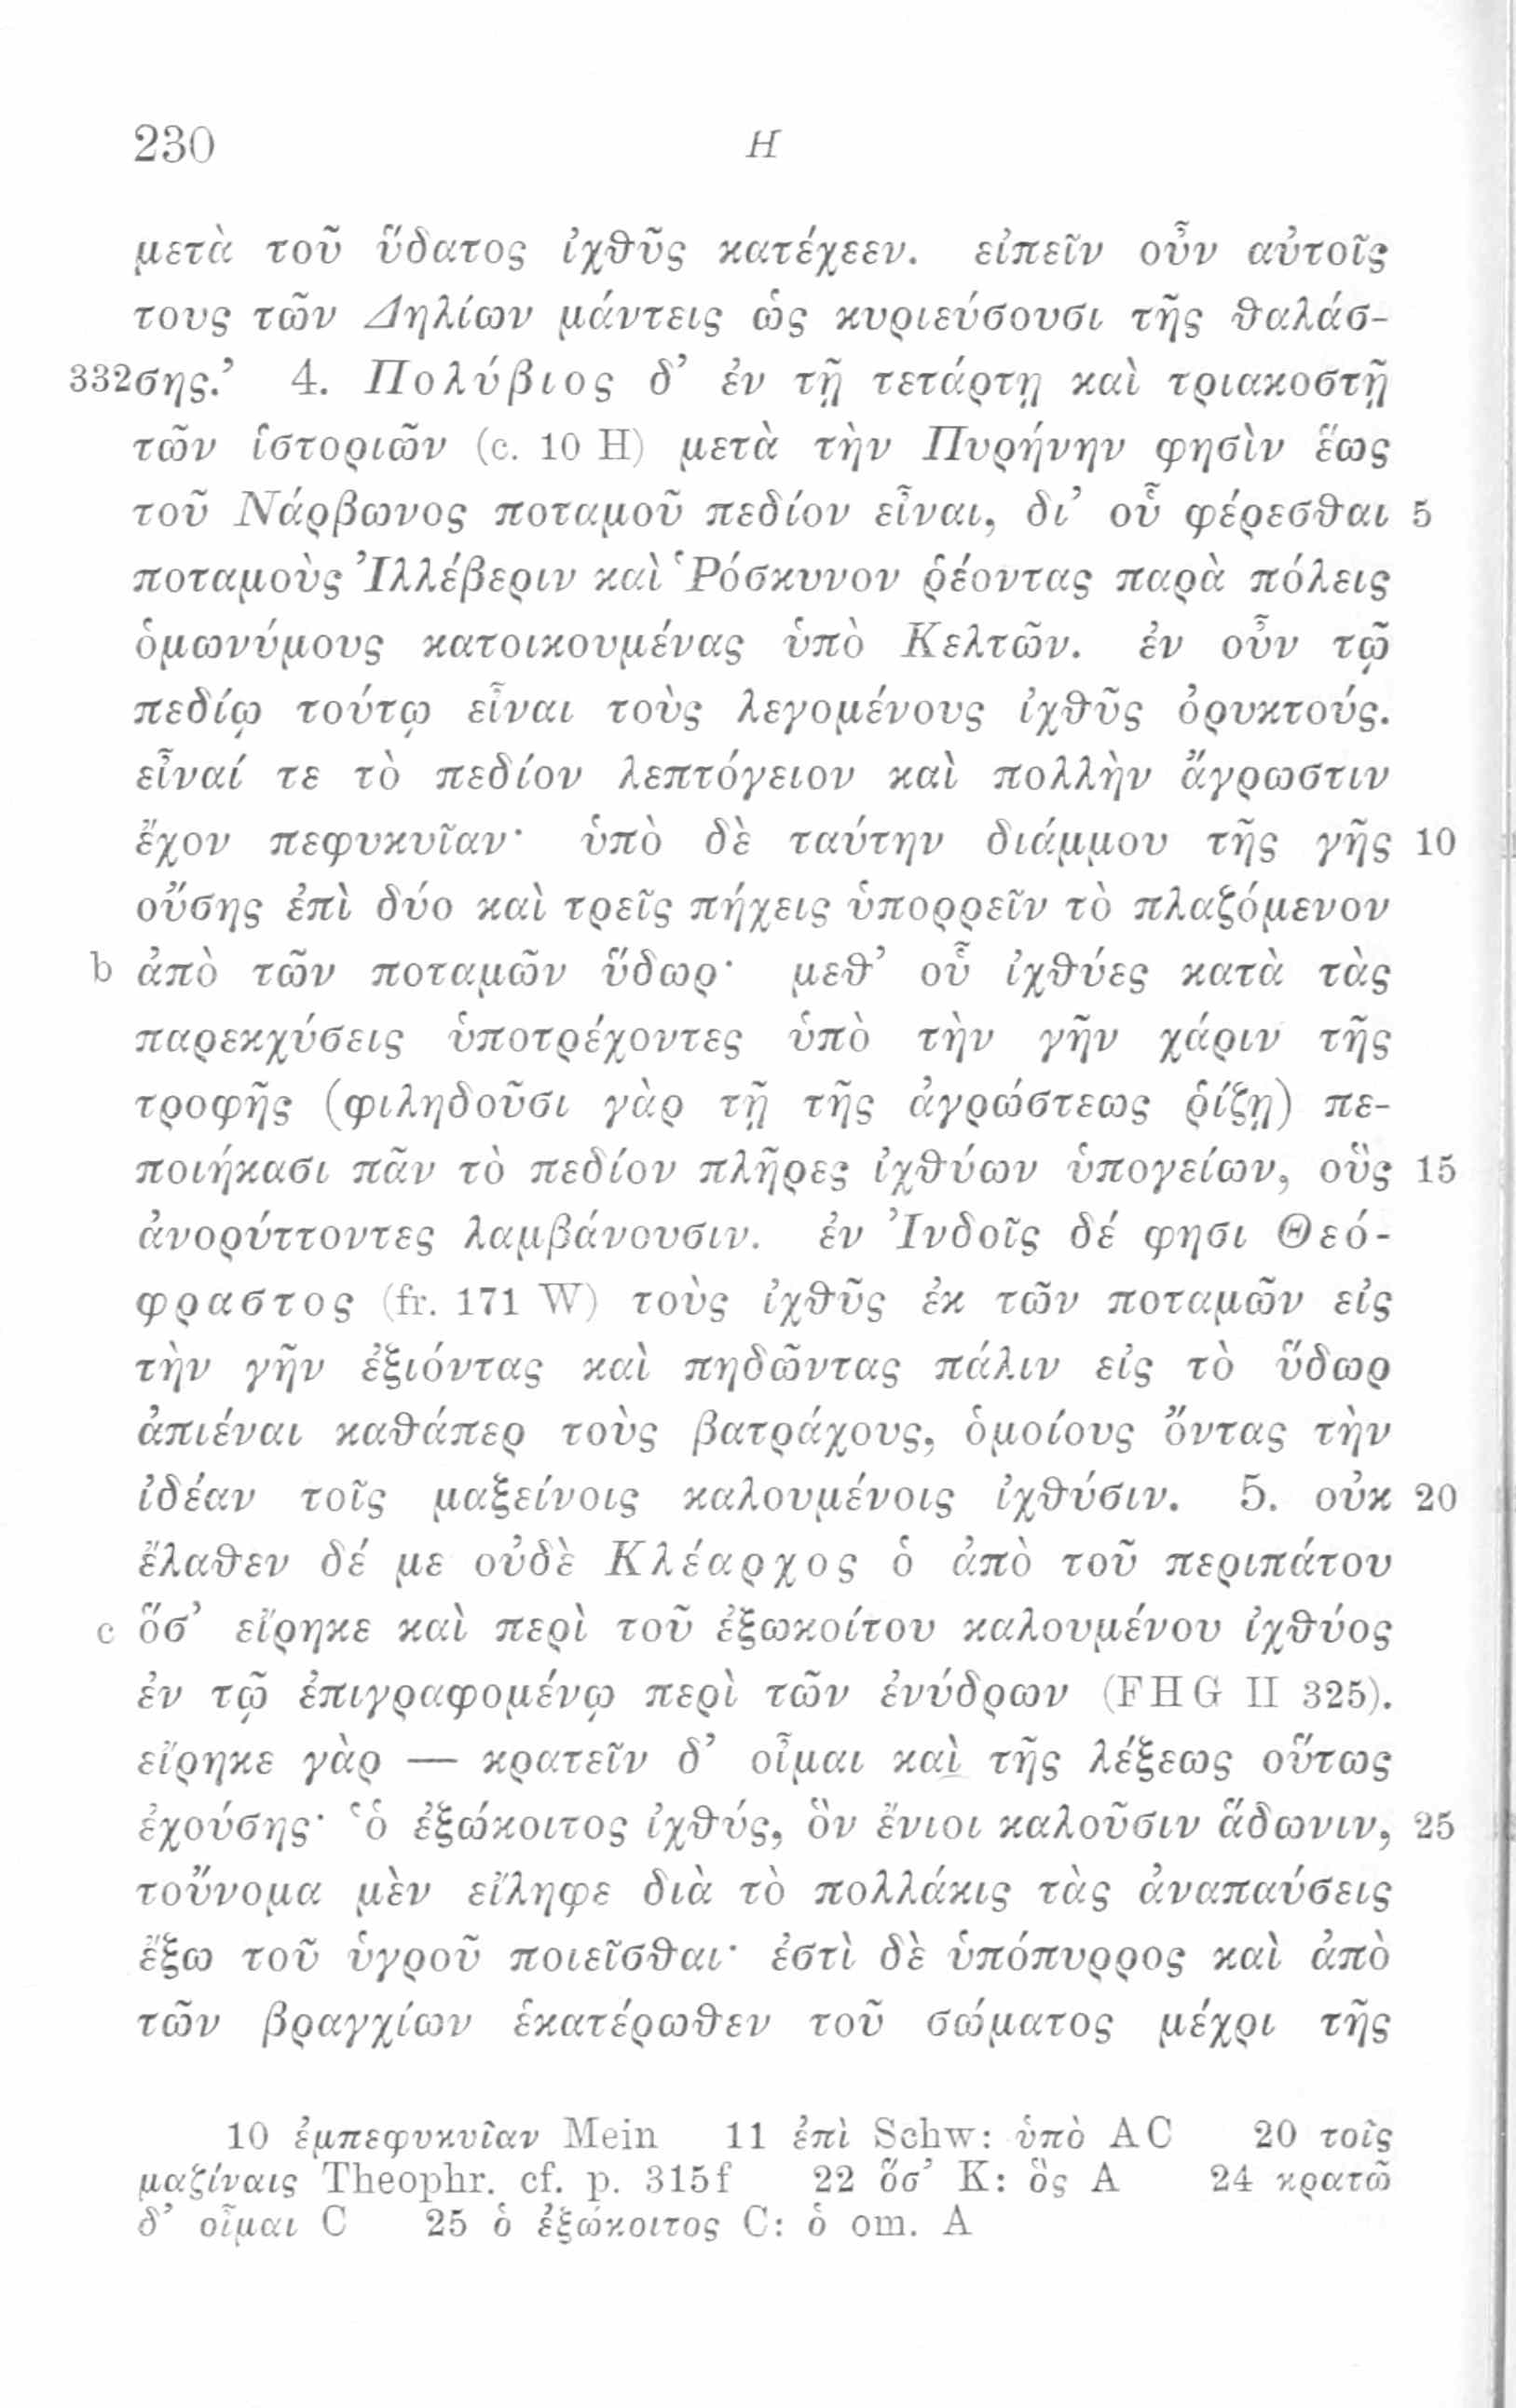 230 H
μετὰ τοῦ ὕδατος ἰχθῦς κατέχεεν. εἰπεῖν οὖν αὐτοῖς
τους τῶν Δηλίων μάντεις ὡς κυριεύσουσι τῆς θαλάσ-
332 σης.’ 4. Πολύβιος δ’ ἐν τῇ τετάρτῃ καὶ τριακοστῇ
τῶν ἱστοριῶν (c. 10 H) μετὰ τὴν Πυρήνην φησὶν ἕως
τοῦ Νάρβωνος ποταμοῦ πεδίον εἶναι, δι’ οὗ φέρεσθαι 5
ποταμοὺς Ἰλλέβεριν καὶ Ῥόσκυνον ῥέοντας παρὰ πόλεις
ὁμωνύμους κατοικουμένας ὑπὸ Κελτῶν. ἐν οὖν τῷ
πεδίῳ τούτῳ εἶναι τοὺς λεγομένους ἰχθῦς ὀρυκτούς.
εἶναί τε τὸ πεδίον λεπτόγειον καὶ πολλὴν ἄγρωστιν
ἔχον πεφυκυῖαν· ὑπὸ δὲ ταύτην διάμμου τῆς γῆς 10
οὔσης ἐπὶ δύο καὶ τρεῖς πήχεις ὑπορρεῖν τὸ πλαζόμενον
b ἀπὸ τῶν ποταμῶν ὕδωρ· μεθ’ οὗ ἰχθύες κατὰ τὰς
παρεκχύσεις ὑποτρέχοντες ὑπὸ τὴν γῆν χάριν τῆς
τροφῆς (φιληδοῦσι γὰρ τῇ τῆς ἀγρώστεως ῥίζῃ) πε-
ποιήκασι πᾶν τὸ πεδίον πλῆρες ἰχθύων ὑπογείων, οὓς 15
ἀνορύττοντες λαμβάνουσιν. ἐν Ἰνδοῖς δέ φησι Θεό-
φραστος (fr. 171 W) τοὺς ἰχθῦς ἐκ τῶν ποταμῶν εἰς
τὴν γῆν ἐξιόντας καὶ πηδῶντας πάλιν εἰς τὸ ὕδωρ
ἀπιέναι καθάπερ τοὺς βατράχους, ὁμοίους ὄντας τὴν
ἰδέαν τοῖς μαξείνοις καλουμένοις ἰχθύσιν. 5. οὐκ 20
ἔλαθεν δέ με οὐδὲ Κλέαρχος ὁ ἀπὸ τοῦ περιπάτου
c ὅσ’ εἴρηκε καὶ περὶ τοῦ ἐξωκοίτου καλουμένου ἰχθύος
ἐν τῷ ἐπιγραφομένῳ περὶ τῶν ἐνύδρων (FHG II 325).
εἴρηκε γὰρ — κρατεῖν δ’ οἶμαι καὶ τῆς λέξεως οὕτως
ἐχούσης· ‘ὁ ἐξώκοιτος ἰχθύς, ὃν ἔνιοι καλοῦσιν ἄδωνιν, 25
τοὔνομα μὲν εἴληφε διὰ τὸ πολλάκις τὰς ἀναπαύσεις
ἔξω τοῦ ὑγροῦ ποιεῖσθαι· ἐστὶ δὲ ὑπόπυρρος καὶ ἀπὸ
τῶν βραγχίων ἑκατέρωθεν τοῦ σώματος μέχρι τῆς
10 ἐμπεφυκυῖαν Mein 11 ἐπὶ Schw: ὑπὸ AC 20 τοῖς
μαζίναις Theophr. cf. p. 315f 22 ὅσ’ K: ὃς A 24 κρατῶ
δ’ οἶμαι C 25 ὁ ἐξώκοιτος C: ὁ om. A